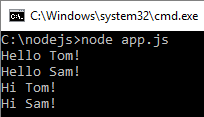 C:\Windows\system32\cmd.exe
C:\nodejs>node app.js
Hello Tom!
Hello Sam!
Hi Tom!
Hi Sam!